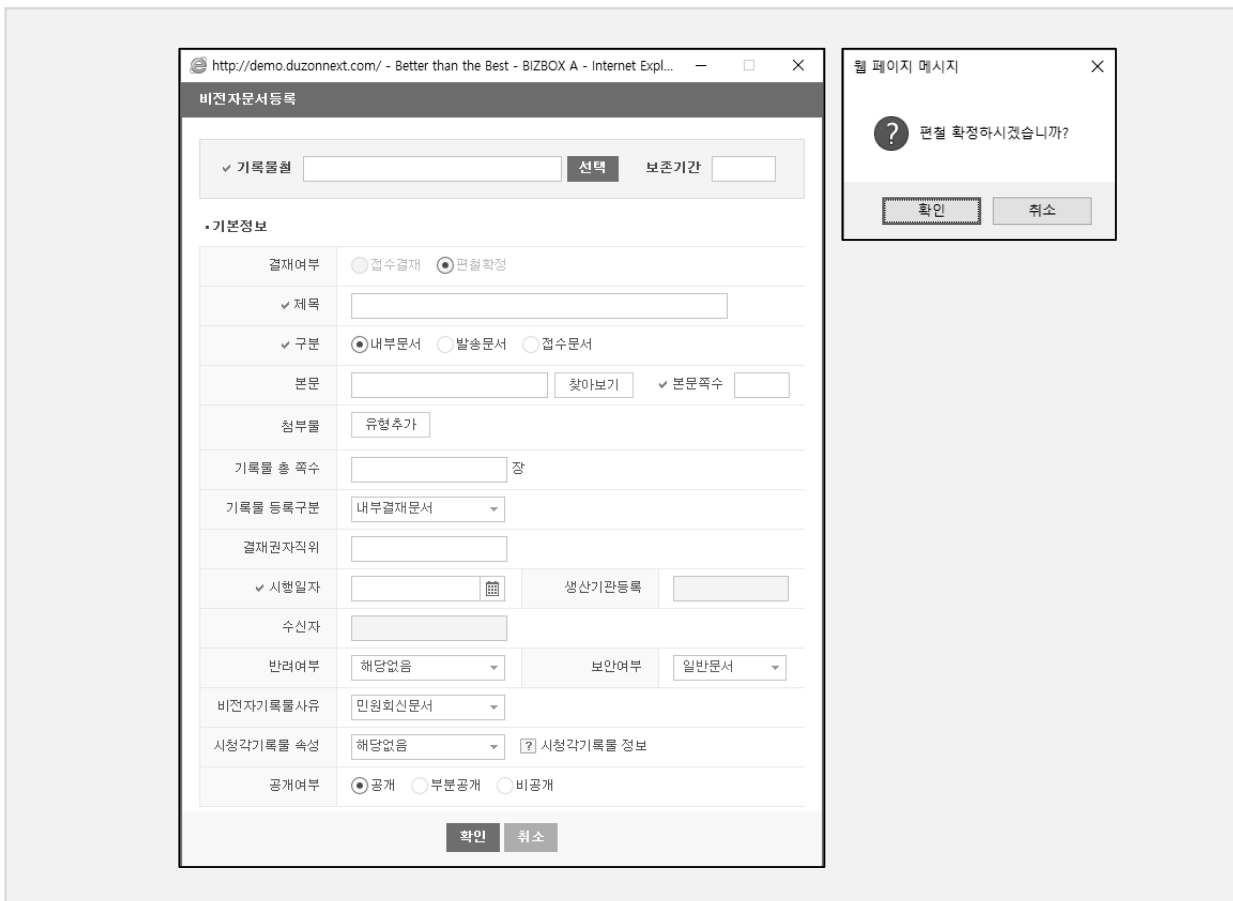 http://demo.duzonnext.com/ - Better than the Best - BIZBOX A - Internet Expl...
비전자문서등록
기록물철 선택 보존기간
기본정보
결재여부 접수결재 편철확정
제목
구분 내부문서 발송문서 접수문서
본문 찾아보기 본문쪽수
첨부물 유형추가
기록물 총 쪽수 장
기록물 등록구분 내부결재문서
결재권자직위
시행일자 생산기관등록
수신자
반려여부 해당없음 보안여부 일반문서
비전자기록물사유 민원회신문서
시청각기록물 속성 해당없음 ? 시청각기록물 정보
공개여부 공개 부분공개 비공개
확인 취소
웹 페이지 메시지
편철 확정하시겠습니까?
확인 취소